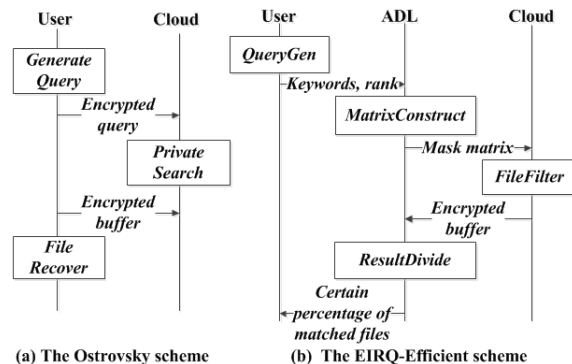 User Cloud
Generate
Query
Encrypted
query
Private
Search
Encrypted
buffer
File
Recover
(a) The Ostrovsky scheme
User ADL Cloud
QueryGen
Keywords, rank
MatrixConstruct
Mask matrix
FileFilter
Encrypted
buffer
ResultDivide
Certain
percentage of
matched files
(b) The EIRQ-Efficient scheme